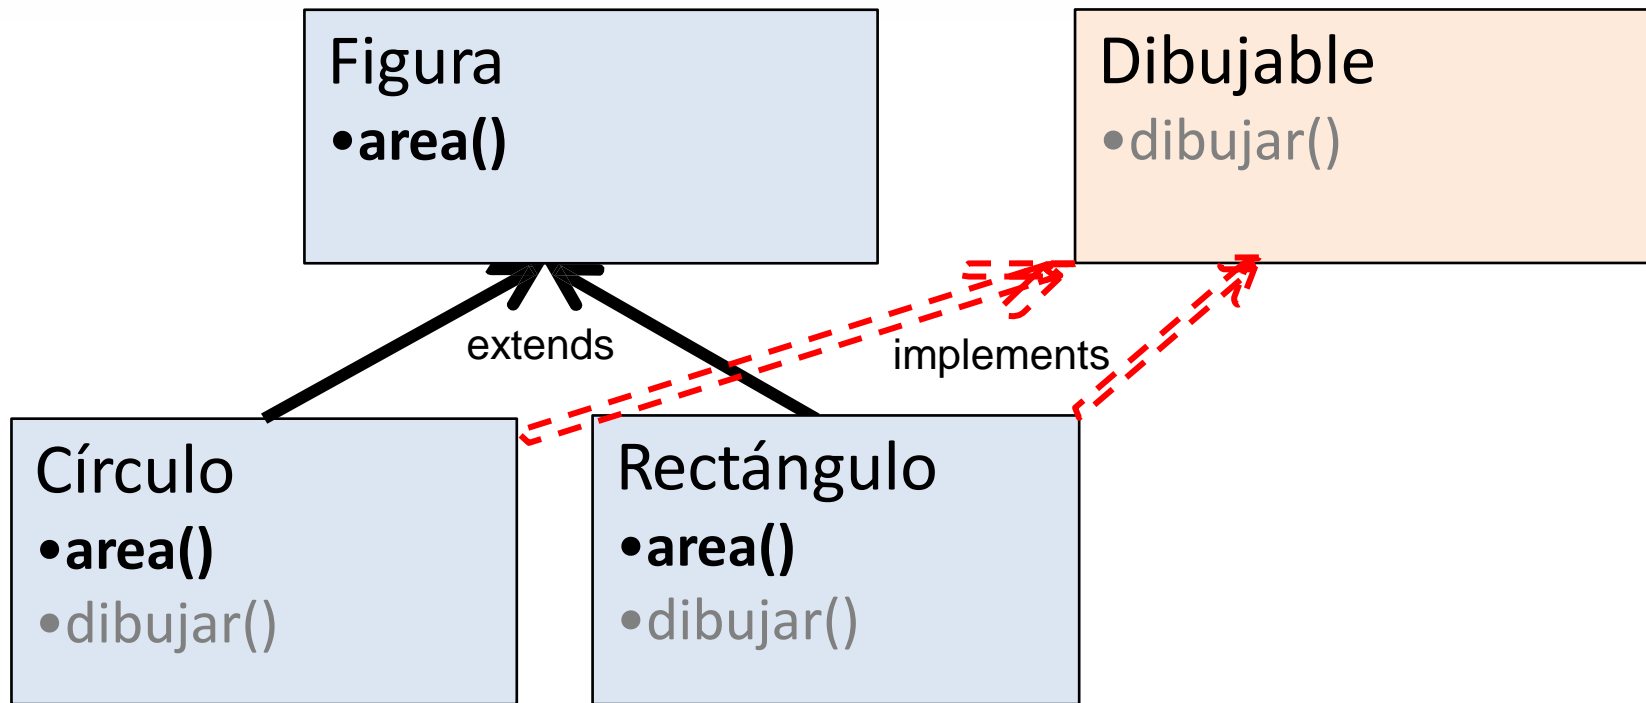 Figura
•area()
Dibujable
•dibujar()
extends
implements
Círculo
•area()
•dibujar()
Rectángulo
•area()
•dibujar()